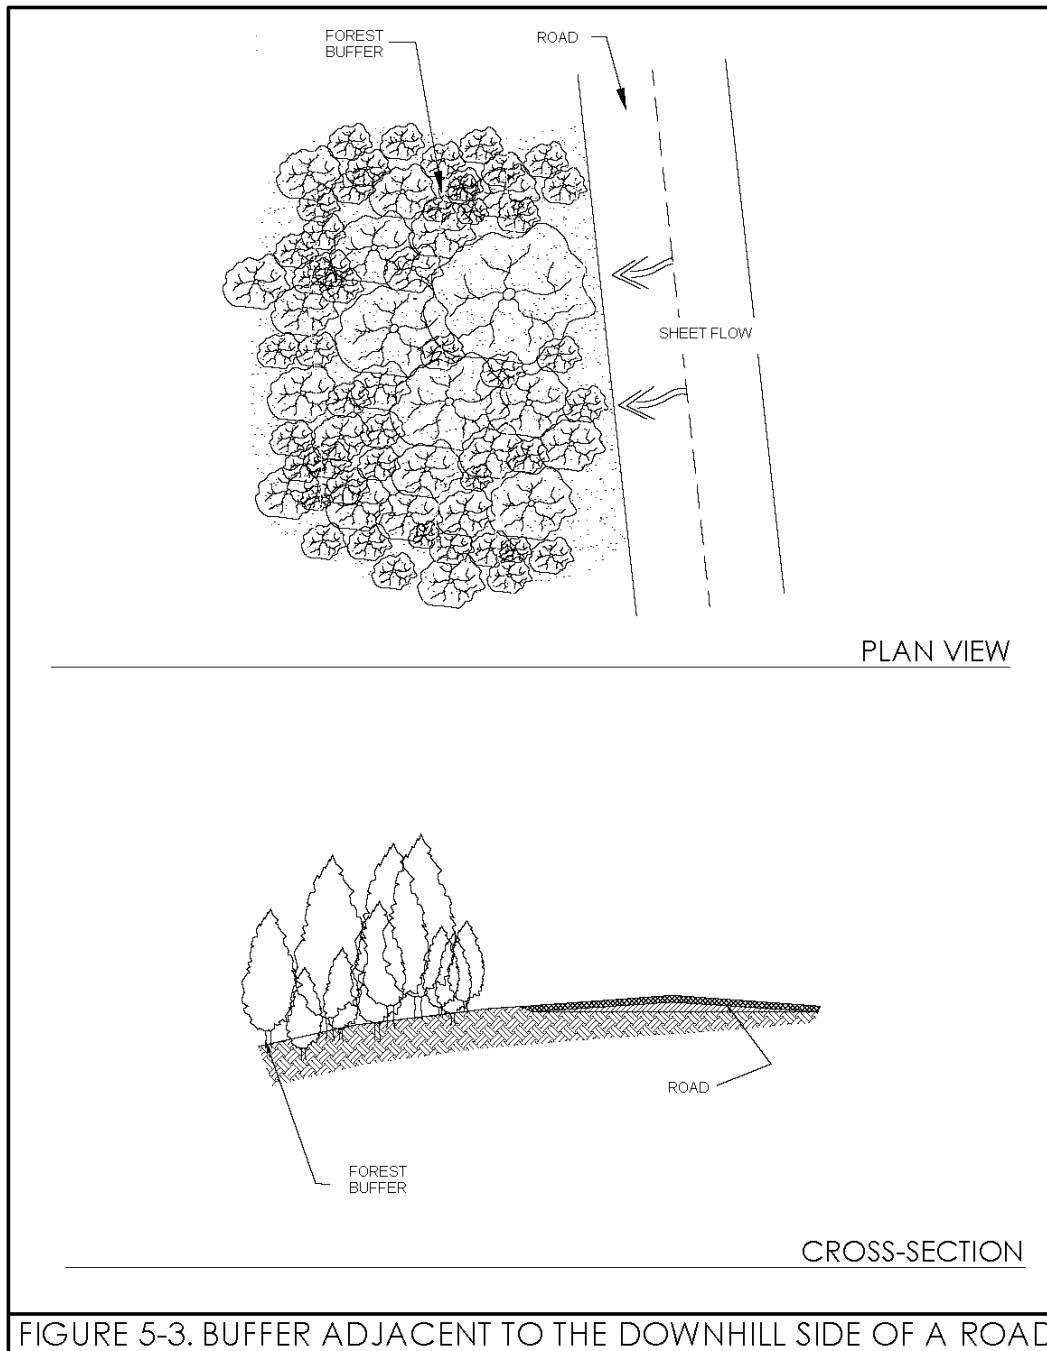 FOREST
BUFFER
ROAD
SHEET FLOW
PLAN VIEW
ROAD
FOREST
BUFFER
CROSS-SECTION
FIGURE 5-3. BUFFER ADJACENT TO THE DOWNHILL SIDE OF A ROAD